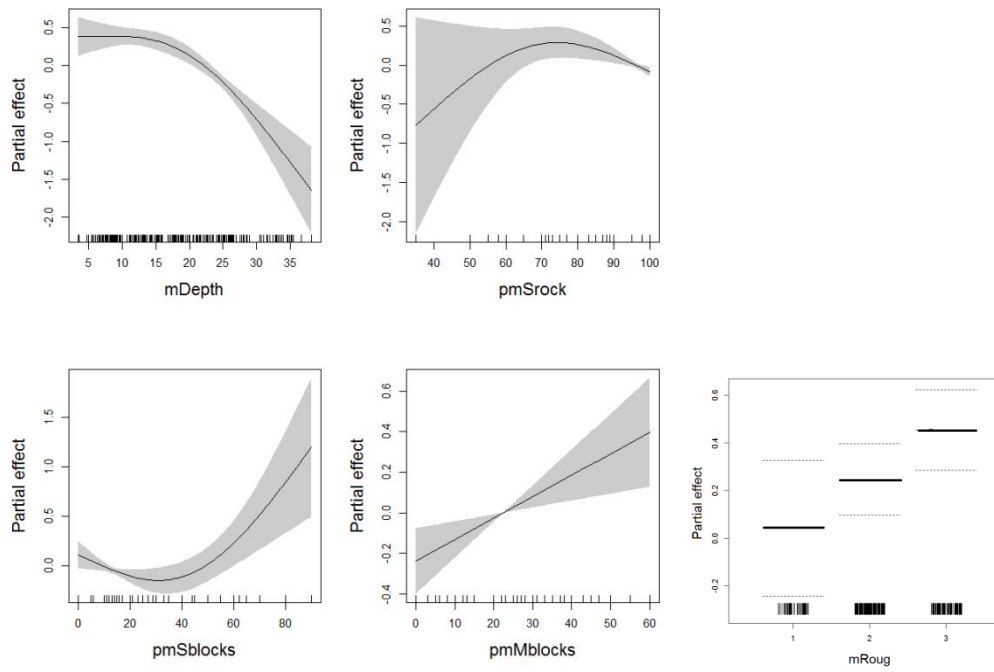 0.5
0.0
-0.5
-1.0
-1.5
-2.0
Partial effect
5 10 15 20 25 30 35
mDepth
0.5
0.0
-0.5
-1.0
-1.5
-2.0
Partial effect
40 50 60 70 80 90 100
pmSrock
1.5
1.0
0.5
0.0
Partial effect
0 20 40 60 80
pmSblocks
0.6
0.4
0.2
0.0
-0.2
-0.4
Partial effect
0 10 20 30 40 50 60
pmMblocks
0.6
0.4
0.2
0.0
-0.2
Partial effect
1 2 3
mRoug